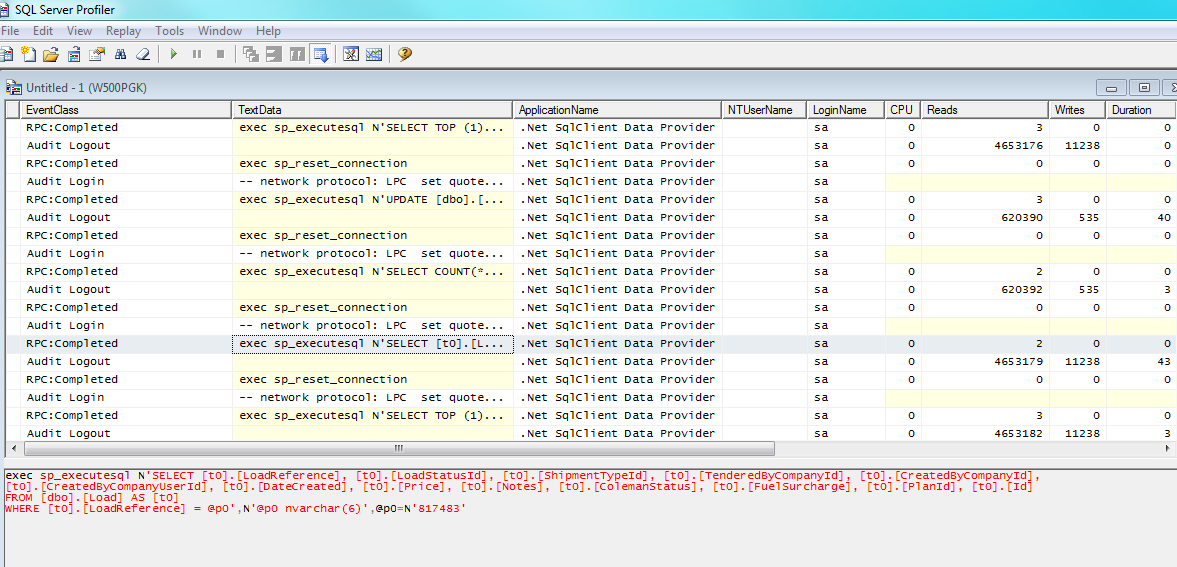 SQL Server Profiler
File Edit View Replay Tools Window Help
Untitled - 1 (W500PGK)
EventClass TextData ApplicationName NTUserName LoginName CPU Reads Writes Duration
RPC:Completed exec sp_executesql N'SELECT TOP (1)... .Net SqlClient Data Provider sa 0 3 0 0
Audit Logout .Net SqlClient Data Provider sa 0 4653176 11238 0
RPC:Completed exec sp_reset_connection .Net SqlClient Data Provider sa 0 0 0 0
Audit Login -- network protocol: LPC set quote... .Net SqlClient Data Provider sa
RPC:Completed exec sp_executesql N'UPDATE [dbo].[... .Net SqlClient Data Provider sa 0 3 0 0
Audit Logout .Net SqlClient Data Provider sa 0 620390 535 40
RPC:Completed exec sp_reset_connection .Net SqlClient Data Provider sa 0 0 0 0
Audit Login -- network protocol: LPC set quote... .Net SqlClient Data Provider sa
RPC:Completed exec sp_executesql N'SELECT COUNT(*... .Net SqlClient Data Provider sa 0 2 0 0
Audit Logout .Net SqlClient Data Provider sa 0 620392 535 3
RPC:Completed exec sp_reset_connection .Net SqlClient Data Provider sa 0 0 0 0
Audit Login -- network protocol: LPC set quote... .Net SqlClient Data Provider sa
RPC:Completed exec sp_executesql N'SELECT [t0].[L... .Net SqlClient Data Provider sa 0 2 0 0
Audit Logout .Net SqlClient Data Provider sa 0 4653179 11238 43
RPC:Completed exec sp_reset_connection .Net SqlClient Data Provider sa 0 0 0 0
Audit Login -- network protocol: LPC set quote... .Net SqlClient Data Provider sa
RPC:Completed exec sp_executesql N'SELECT TOP (1)... .Net SqlClient Data Provider sa 0 3 0 0
Audit Logout .Net SqlClient Data Provider sa 0 4653182 11238 3
exec sp_executesql N'SELECT [t0].[LoadReference], [t0].[LoadStatusId], [t0].[ShipmentTypeId], [t0].[TenderedByCompanyId], [t0].[CreatedByCompanyId],
[t0].[CreatedByCompanyUserId], [t0].[DateCreated], [t0].[Price], [t0].[Notes], [t0].[ColemanStatus], [t0].[FuelSurcharge], [t0].[PlanId], [t0].[Id]
FROM [dbo].[Load] AS [t0]
WHERE [t0].[LoadReference] = @p0',N'@p0 nvarchar(6)',@p0=N'817483'